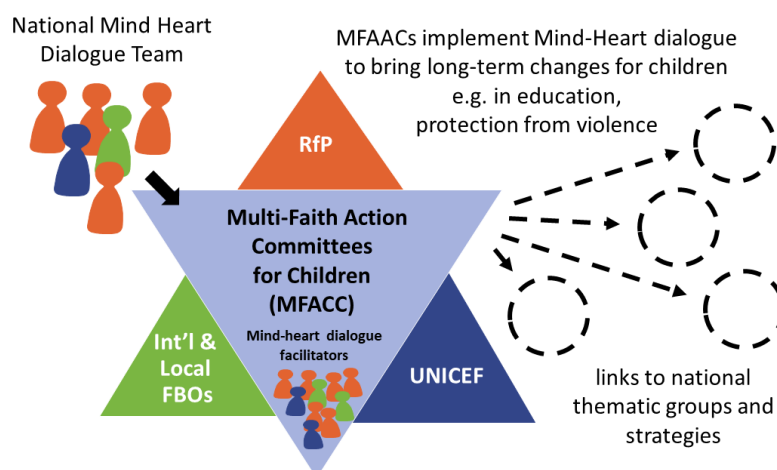 National Mind Heart
Dialogue Team
MFAACs implement Mind-Heart dialogue
to bring long-term changes for children
e.g. in education,
protection from violence
RfP
Multi-Faith Action
Committees
for Children
(MFACC)
Mind-heart dialogue
facilitators
Int'l &
Local
FBOs
UNICEF
links to national
thematic groups and
strategies